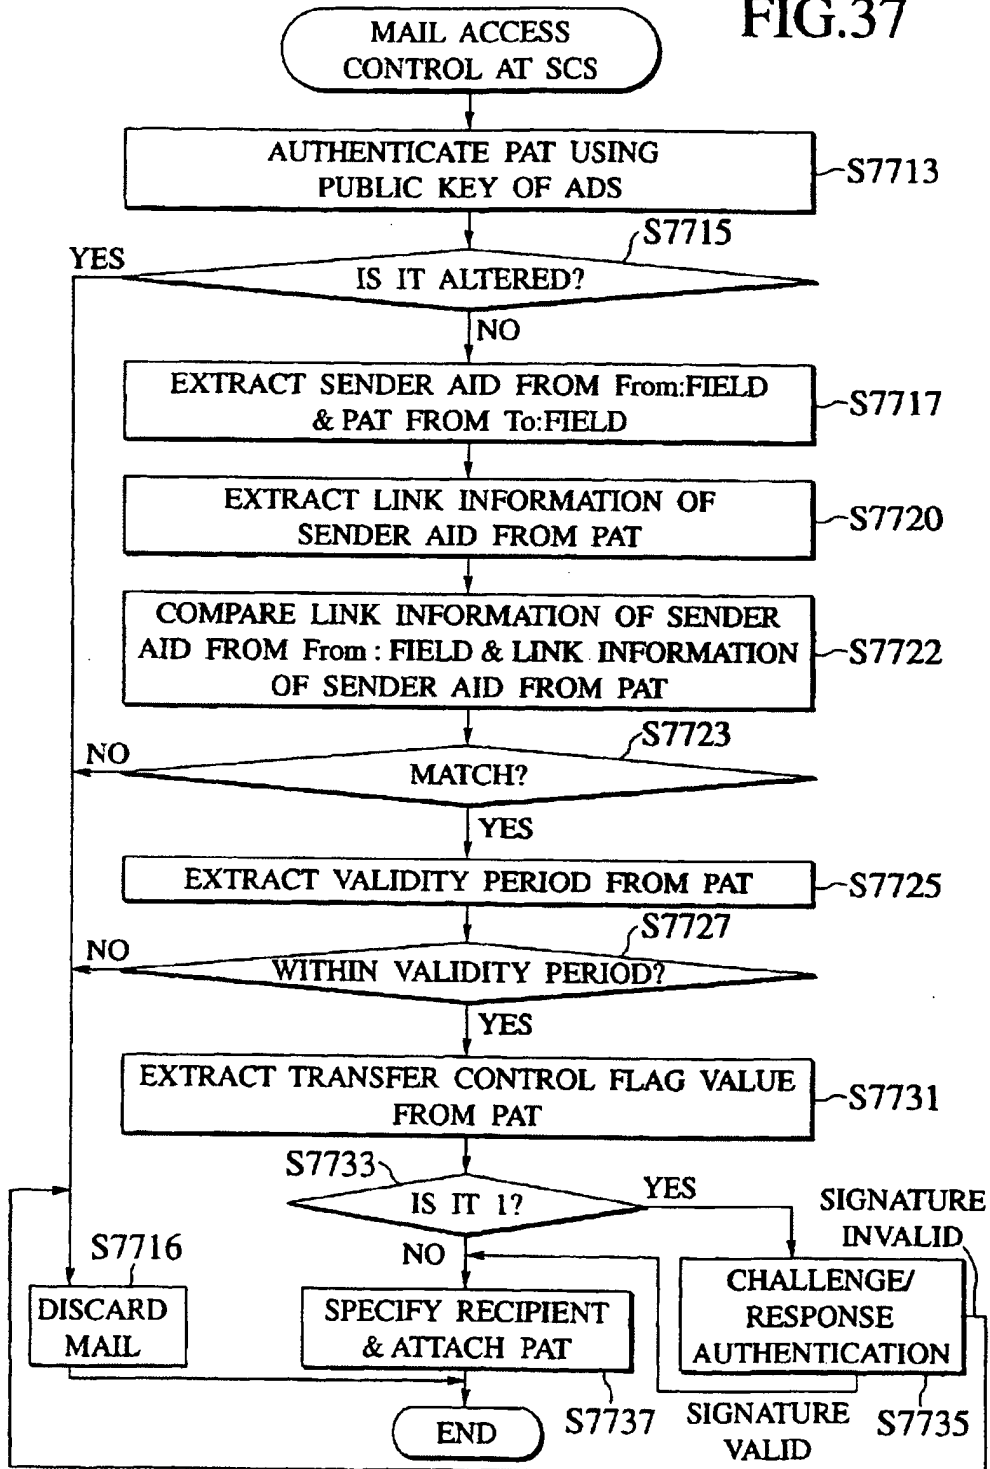 FIG.37
MAIL ACCESS
CONTROL AT SCS
AUTHENTICATE PAT USING
PUBLIC KEY OF ADS
S7713
S7715
YES
IS IT ALTERED?
NO
EXTRACT SENDER AID FROM From:FIELD
& PAT FROM To:FIELD
S7717
EXTRACT LINK INFORMATION OF
SENDER AID FROM PAT
S7720
COMPARE LINK INFORMATION OF SENDER
AID FROM From : FIELD & LINK INFORMATION
OF SENDER AID FROM PAT
S7722
S7723
NO
MATCH?
YES
EXTRACT VALIDITY PERIOD FROM PAT
S7725
S7727
NO
WITHIN VALIDITY PERIOD?
YES
EXTRACT TRANSFER CONTROL FLAG VALUE
FROM PAT
S7731
S7733
IS IT 1?
YES
NO
SIGNATURE
INVALID
S7716
DISCARD
MAIL
SPECIFY RECIPIENT
& ATTACH PAT
S7737
CHALLENGE/
RESPONSE
AUTHENTICATION
S7735
SIGNATURE
VALID
END